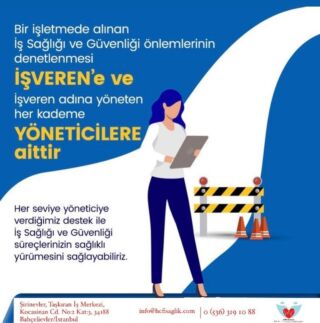 Bir işletmede alınan
İş Sağlığı ve Güvenliği önlemlerinin
denetlenmesi
İŞVEREN'e ve
İşveren adına yöneten
her kademe
YÖNETİCİLERE
aittir
Her seviye yöneticiye
verdiğimiz destek ile
İş Sağlığı ve Güvenliği
süreçlerinizin sağlıklı
yürümesini sağlayabiliriz.
Şirinevler, Taşkıran İş Merkezi,
Kocasinan Cd. No:2 Kat:3, 34188
Bahçelievler/İstanbul
info@hcfsaglik.com
0 (536) 319 10 88